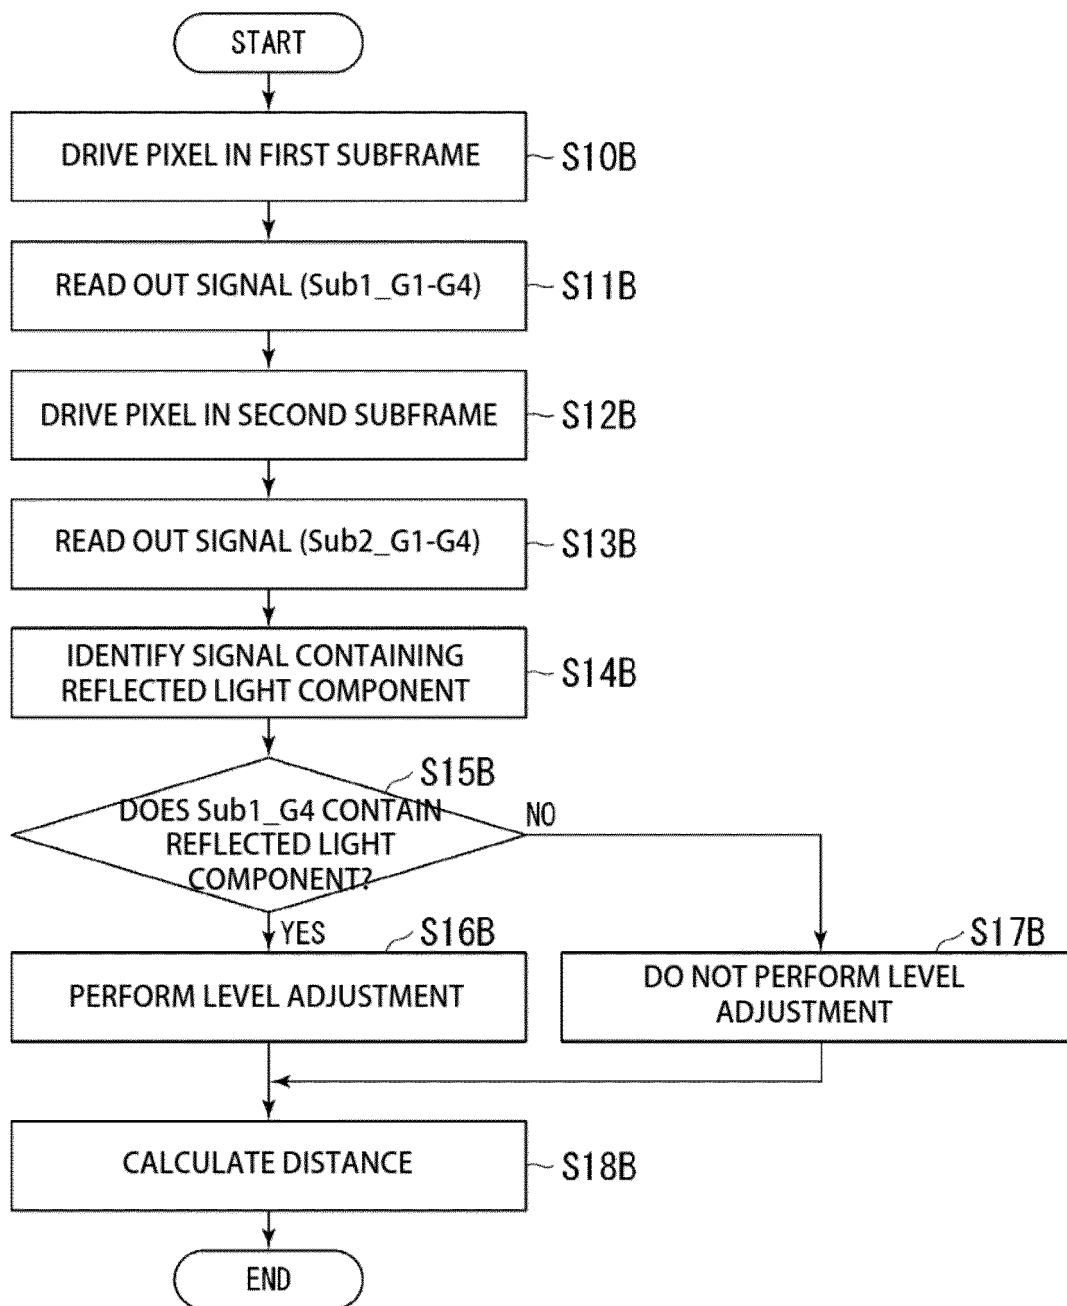 START
DRIVE PIXEL IN FIRST SUBFRAME
S10B
READ OUT SIGNAL (Sub1_G1-G4)
S11B
DRIVE PIXEL IN SECOND SUBFRAME
S12B
READ OUT SIGNAL (Sub2_G1-G4)
S13B
IDENTIFY SIGNAL CONTAINING
REFLECTED LIGHT COMPONENT
S14B
S15B
DOES Sub1_G4 CONTAIN
REFLECTED LIGHT
COMPONENT?
NO
YES
S16B
PERFORM LEVEL ADJUSTMENT
S17B
DO NOT PERFORM LEVEL
ADJUSTMENT
CALCULATE DISTANCE
S18B
END